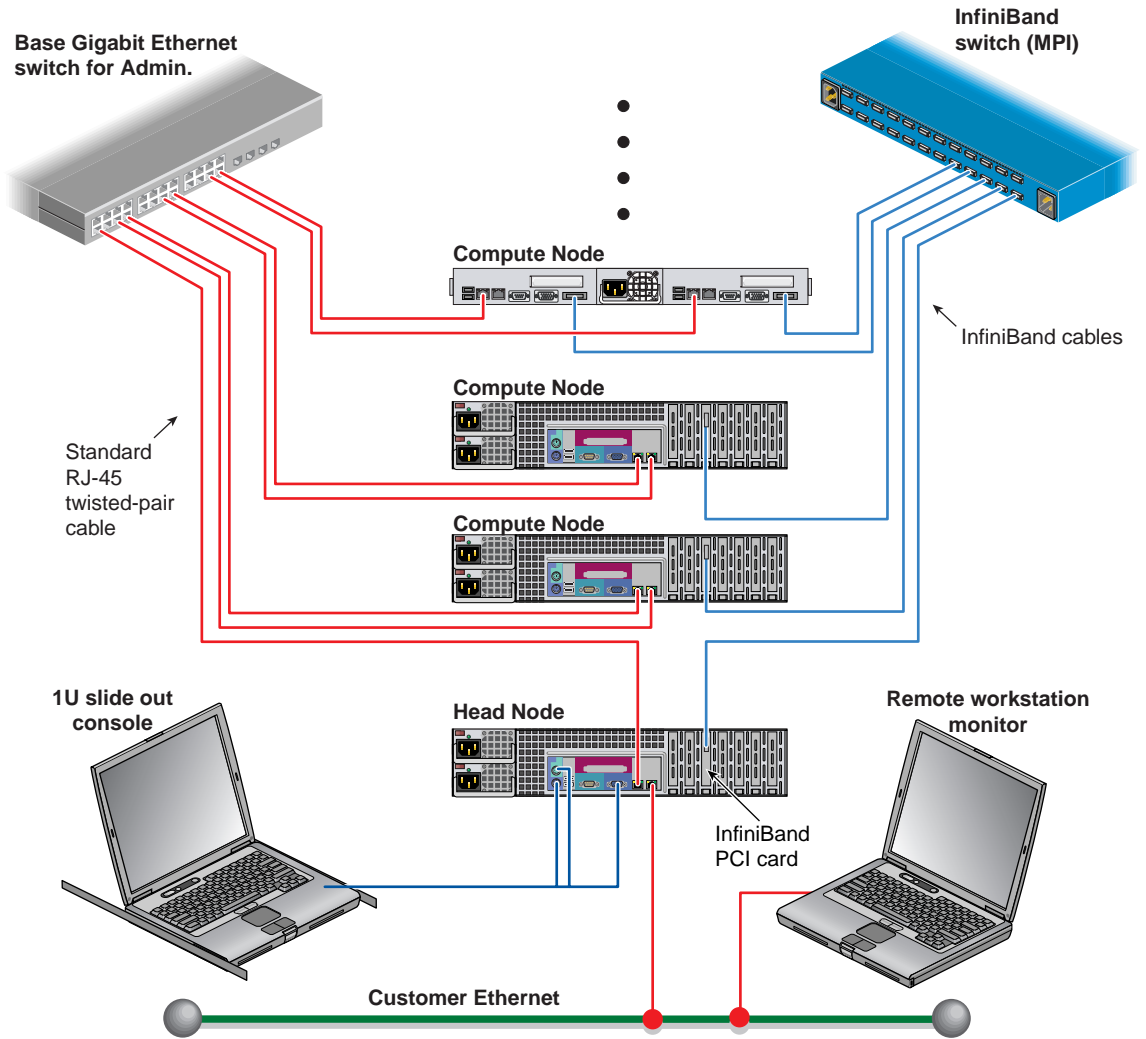 Base Gigabit Ethernet
switch for Admin.
InfiniBand
switch (MPI)
Compute Node
InfiniBand cables
Compute Node
Standard
RJ-45
twisted-pair
cable
Compute Node
1U slide out
console
Head Node
Remote workstation
monitor
InfiniBand
PCI card
Customer Ethernet